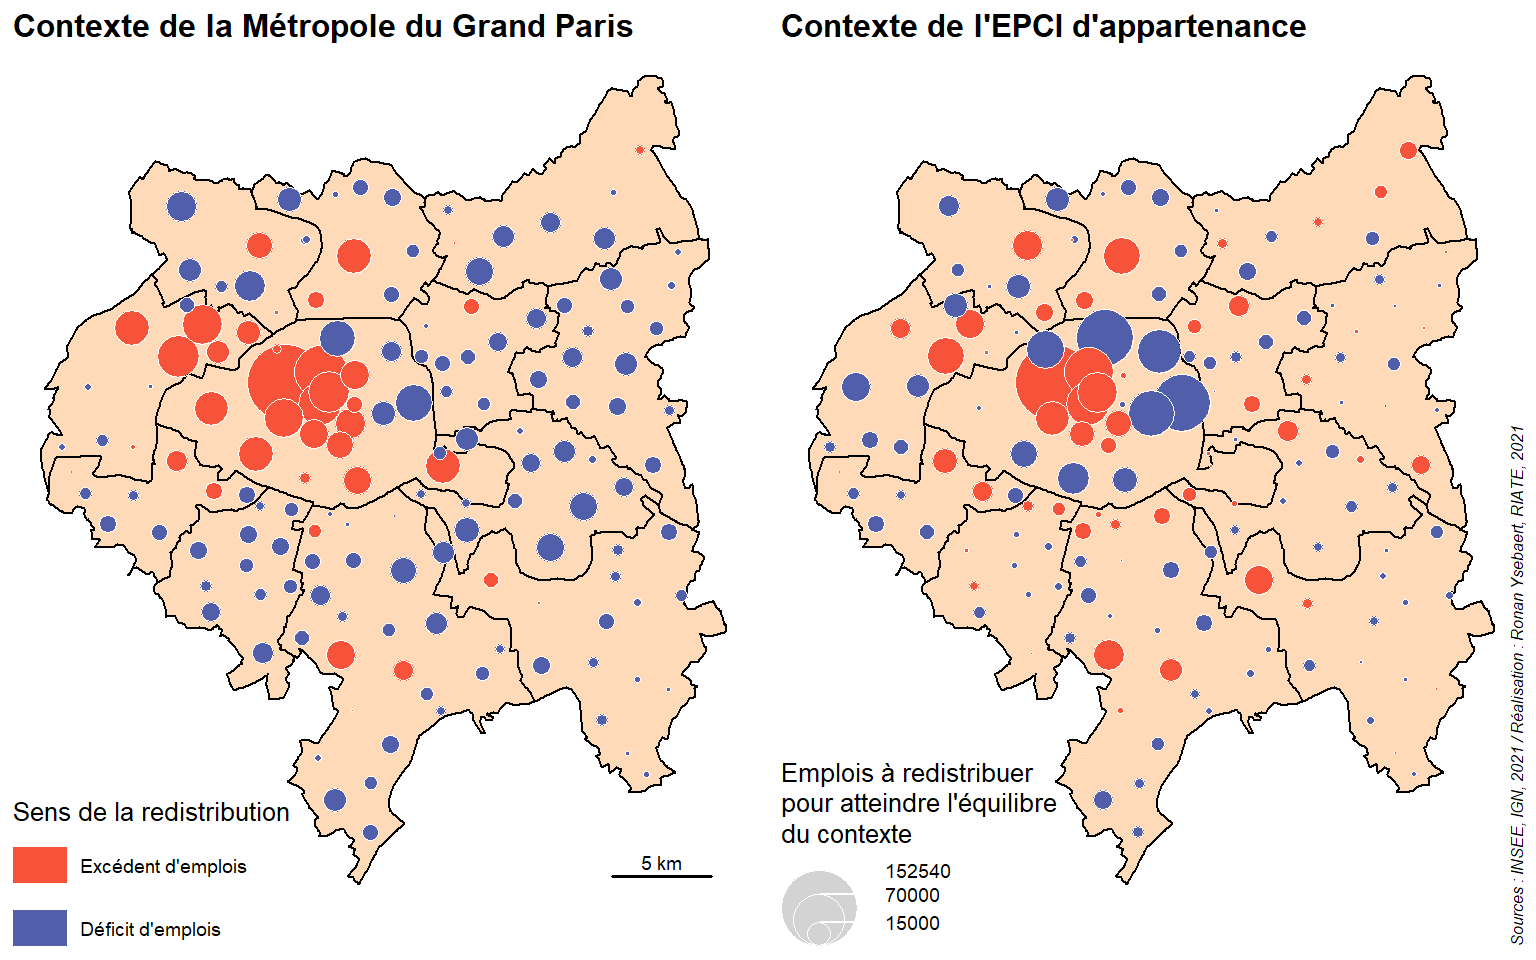 Contexte de la Métropole du Grand Paris
Contexte de l'EPCI d'appartenance
Sens de la redistribution
Excédent d'emplois
Déficit d'emplois
5 km
Emplois à redistribuer
pour atteindre l'équilibre
du contexte
152540
70000
15000
Sources : INSEE, IGN, 2021 / Réalisation : Ronan Ysebaert, RIATE, 2021